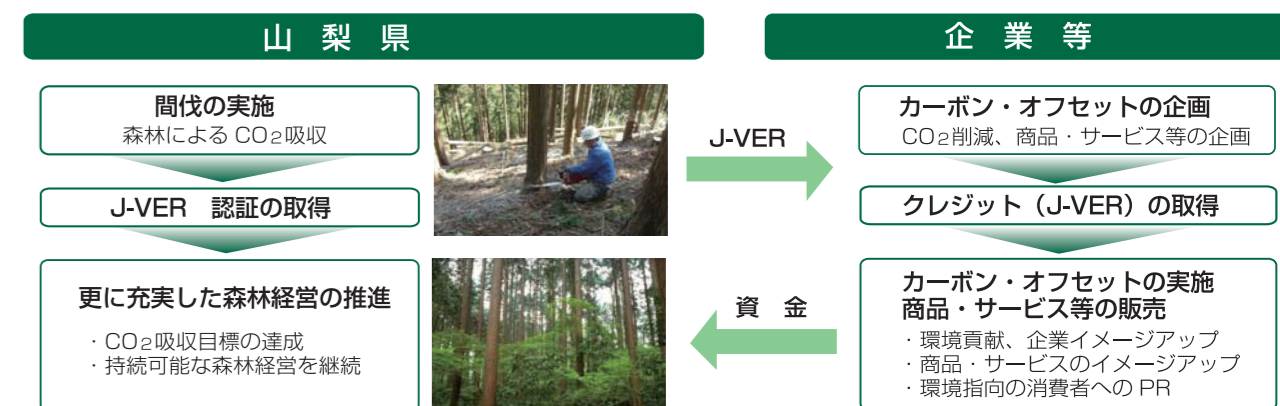 山梨県
間伐の実施
森林によるCO2吸収
J-VER 認証の取得
更に充実した森林経営の推進
・CO2吸収目標の達成
・持続可能な森林経営を継続
J-VER
資 金
企業等
カーボン・オフセットの企画
CO2削減、商品・サービス等の企画
クレジット（J-VER）の取得
カーボン・オフセットの実施
商品・サービス等の販売
・環境貢献、企業イメージアップ
・商品・サービスのイメージアップ
・環境指向の消費者へのPR